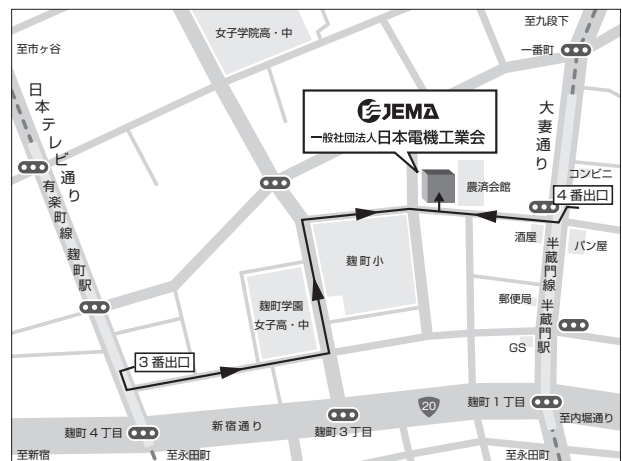 至九段下
女子学院高・中
至市ヶ谷
一番町
JEMA
一般社団法人日本電機工業会
日本テレビ通り
大妻通り
コンビニ
農済会館
4番出口
有楽町線 麹町駅
酒屋
パン屋
半蔵門線 半蔵門駅
麹町小
郵便局
麹町学園
女子高・中
GS
3番出口
20
麹町1丁目
新宿通り
麹町3丁目
至内堀通り
麹町4丁目
至新宿
至永田町
至永田町